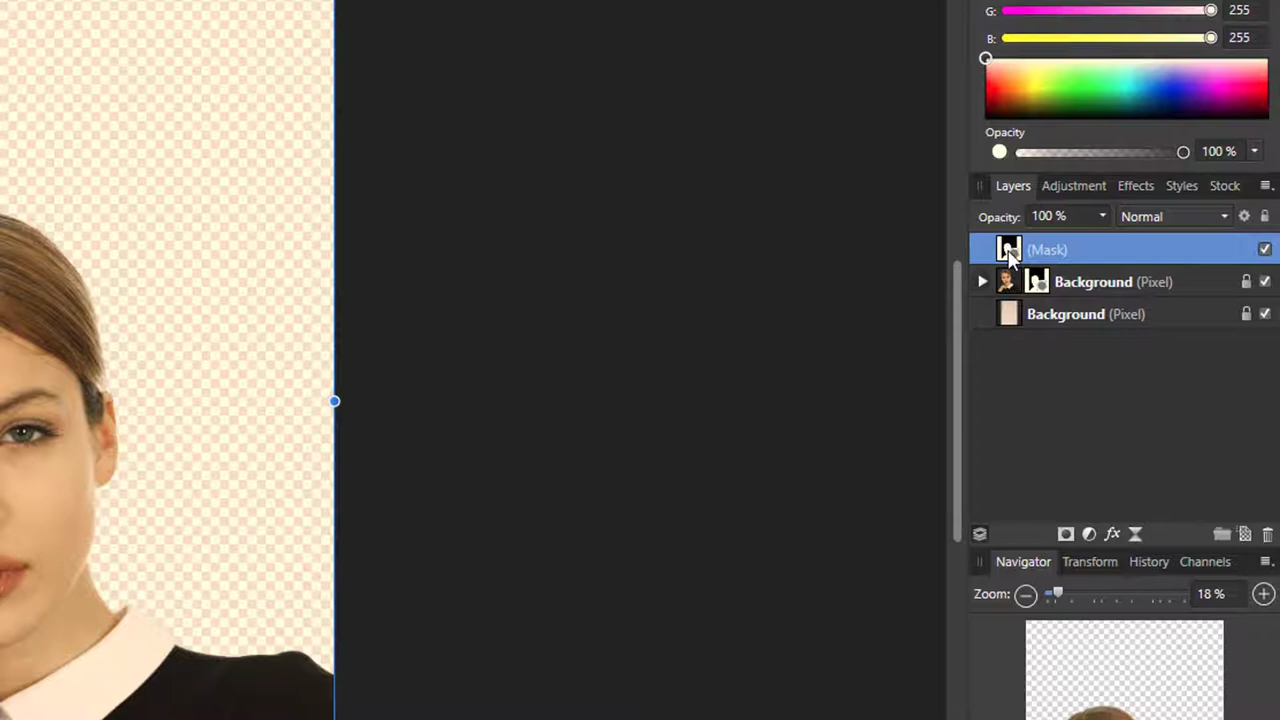 G: 255
B: 255
Opacity
100 %
Layers Adjustment Effects Styles Stock
Opacity: 100 % Normal
(Mask)
Background (Pixel)
Background (Pixel)
fx
Navigator Transform History Channels
Zoom: 18 %